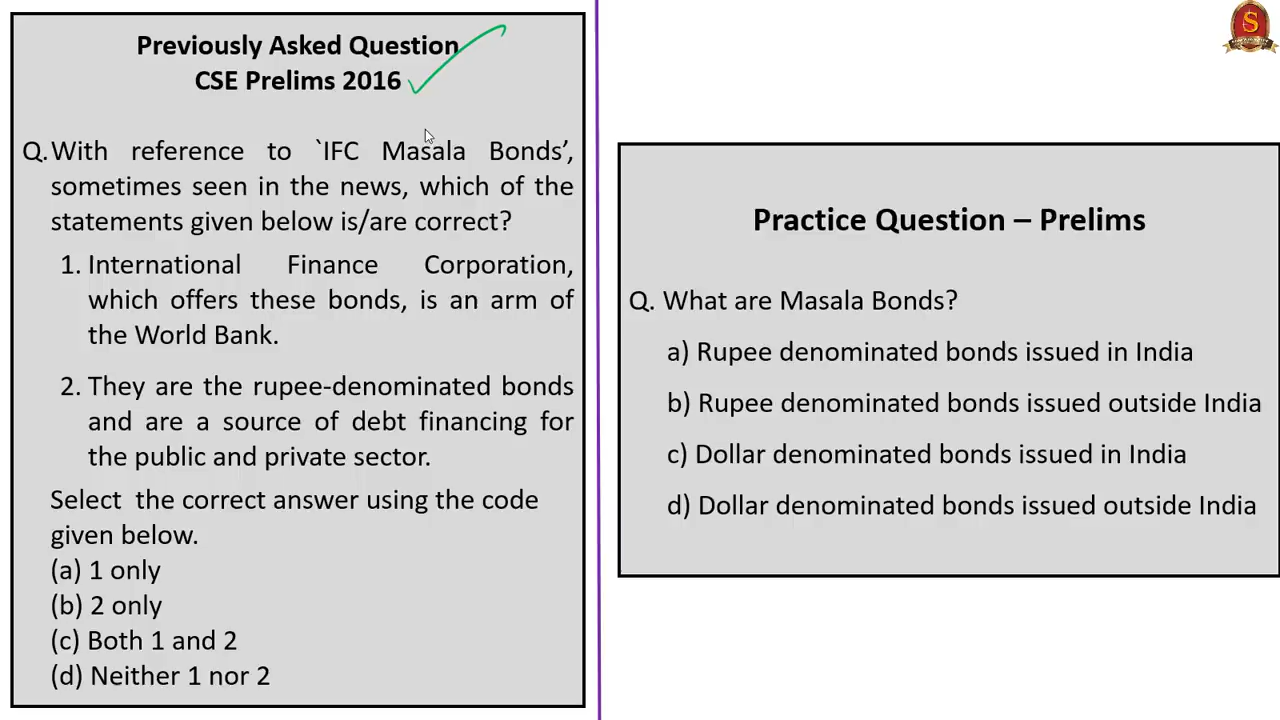 Previously Asked Question
CSE Prelims 2016
Q. With reference to `IFC Masala Bonds’,
sometimes seen in the news, which of the
statements given below is/are correct?
1. International Finance Corporation,
which offers these bonds, is an arm of
the World Bank.
2. They are the rupee-denominated bonds
and are a source of debt financing for
the public and private sector.
Select the correct answer using the code
given below.
(a) 1 only
(b) 2 only
(c) Both 1 and 2
(d) Neither 1 nor 2
Practice Question – Prelims
Q. What are Masala Bonds?
a) Rupee denominated bonds issued in India
b) Rupee denominated bonds issued outside India
c) Dollar denominated bonds issued in India
d) Dollar denominated bonds issued outside India
S